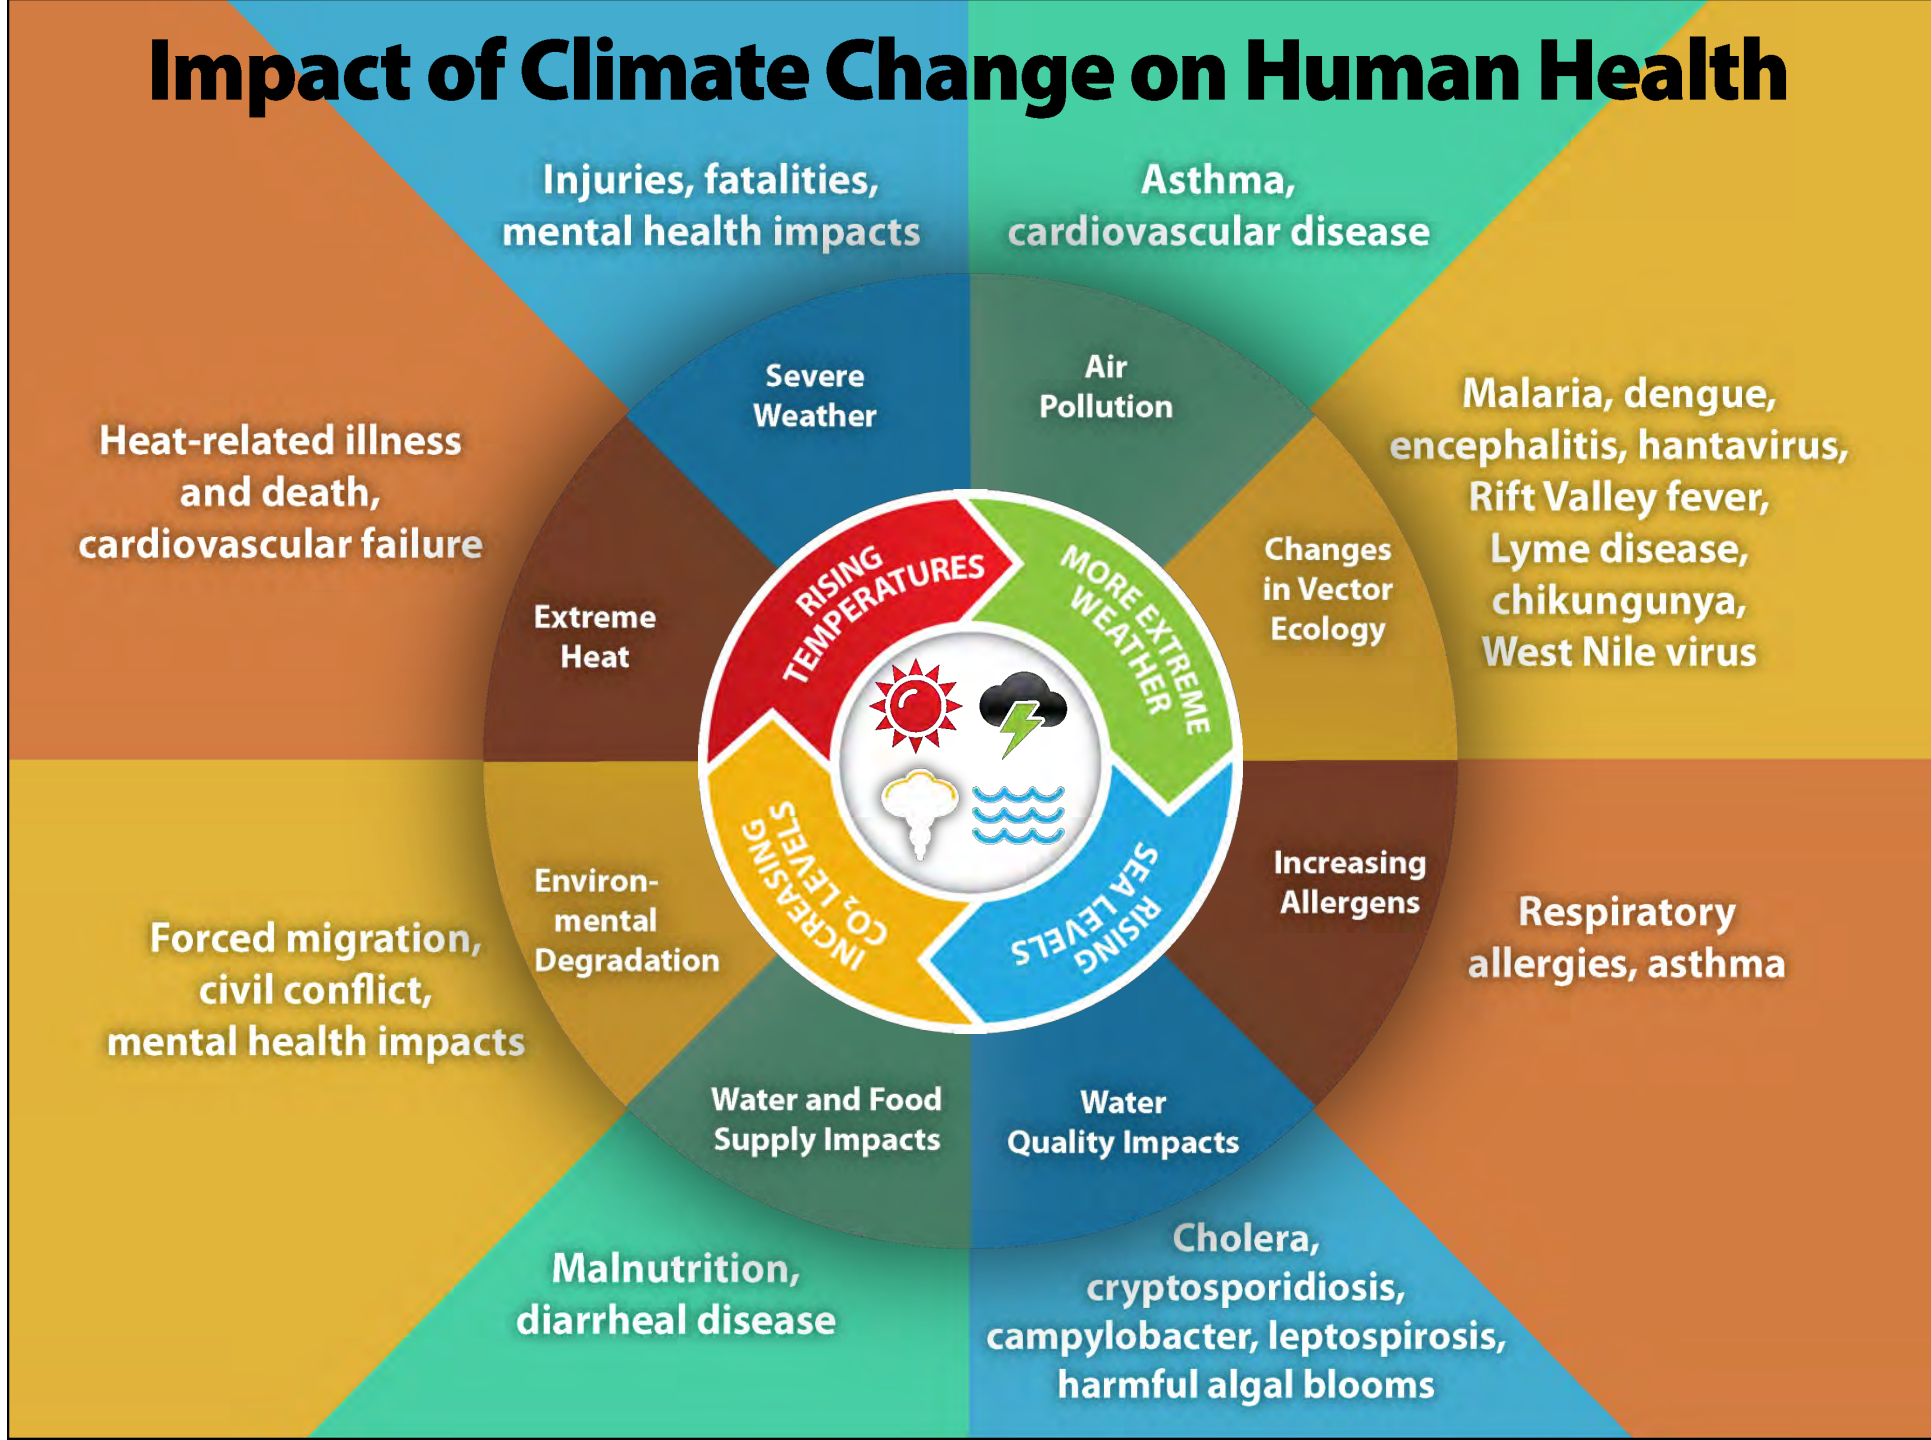 Impact of Climate Change on Human Health
Injuries, fatalities,
mental health impacts
Asthma,
cardiovascular disease
Malaria, dengue,
encephalitis, hantavirus,
Rift Valley fever,
Lyme disease,
chikungunya,
West Nile virus
Respiratory
allergies, asthma
Cholera,
cryptosporidiosis,
campylobacter, leptospirosis,
harmful algal blooms
Malnutrition,
diarrheal disease
Forced migration,
civil conflict,
mental health impacts
Heat-related illness
and death,
cardiovascular failure
Severe
Weather
Air
Pollution
Changes
in Vector
Ecology
Increasing
Allergens
Water
Quality Impacts
Water and Food
Supply Impacts
Environ-
mental
Degradation
Extreme
Heat
RISING
TEMPERATURES
MORE EXTREME
WEATHER
RISING
SEA LEVELS
INCREASING
CO₂ LEVELS